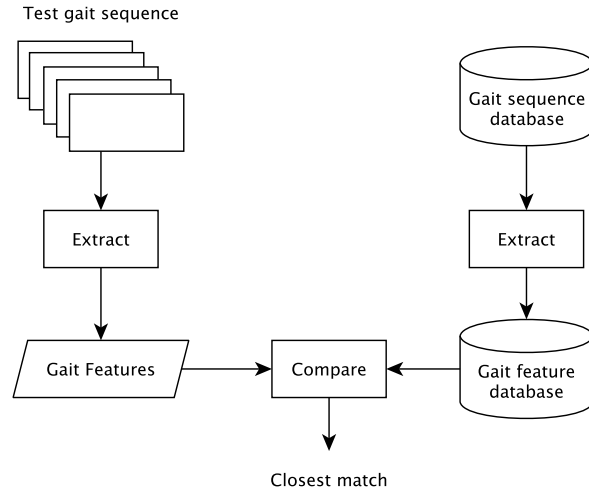 Test gait sequence
Gait sequence
database
Extract
Extract
Gait Features
Compare
Gait feature
database
Closest match